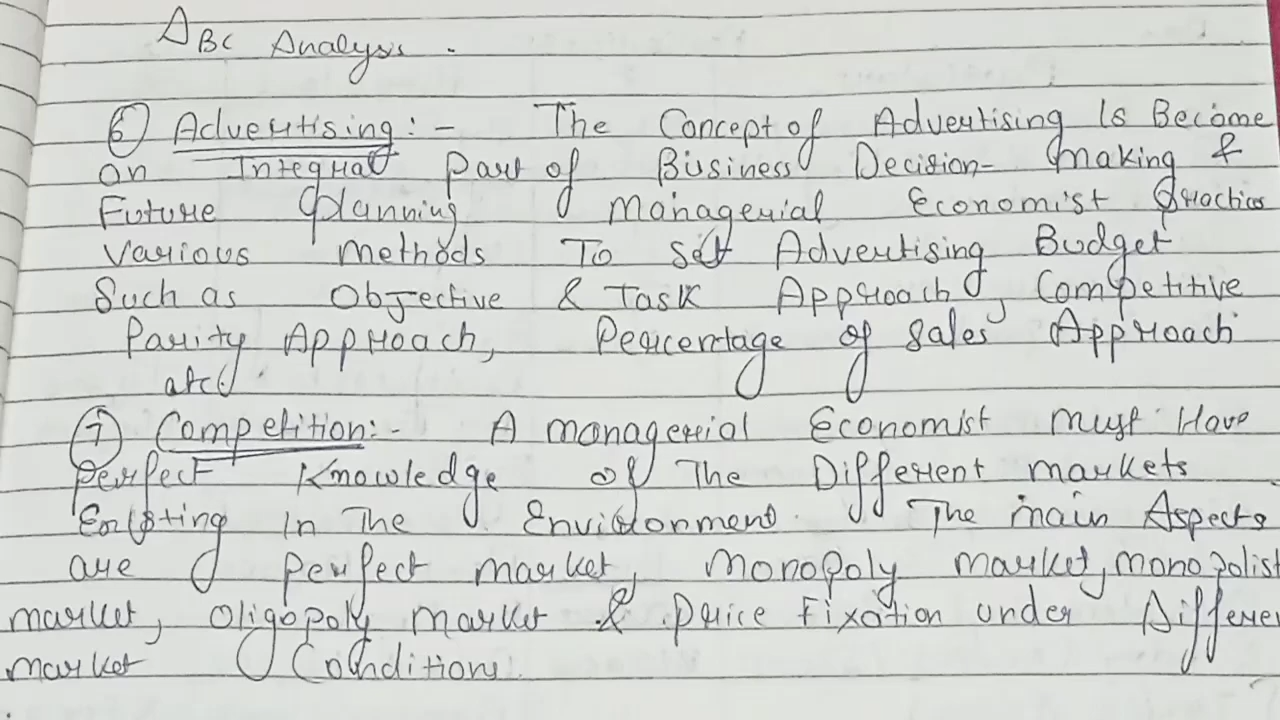 ABC Analysis.
⑥ Advertising:- The Concept of Advertising Is Become
an Integral Part of Business Decision- Making &
Future Planning Managerial Economist Practices
Various Methods To Set Advertising Budget
Such as Objective & Task Approach, Competitive
Parity Approach, Percentage of Sales Approach
etc.
⑦ Competition:- A managerial Economist Must Have
Perfect Knowledge of The Different markets
Existing In The Environment. The main Aspects
are Perfect market, Monopoly market, monopolist
market, Oligopoly market & Price Fixation under Differen
market Conditions.